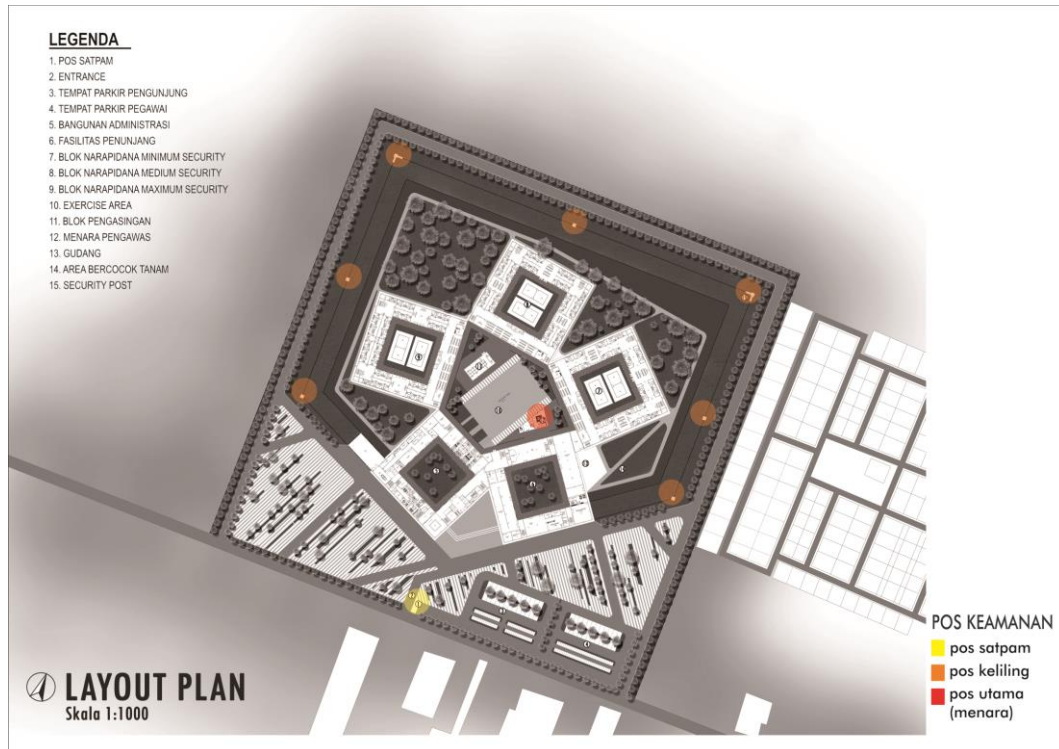 LEGENDA
1. POS SATPAM
2. ENTRANCE
3. TEMPAT PARKIR PENGUNJUNG
4. TEMPAT PARKIR PEGAWAI
5. BANGUNAN ADMINISTRASI
6. FASILITAS PENUNJANG
7. BLOK NARAPIDANA MINIMUM SECURITY
8. BLOK NARAPIDANA MEDIUM SECURITY
9. BLOK NARAPIDANA MAXIMUM SECURITY
10. EXERCISE AREA
11. BLOK PENGASINGAN
12. MENARA PENGAWAS
13. GUDANG
14. AREA BERCOCOK TANAM
15. SECURITY POST
LAYOUT PLAN
Skala 1:1000
POS KEAMANAN
pos satpam
pos keliling
pos utama
(menara)